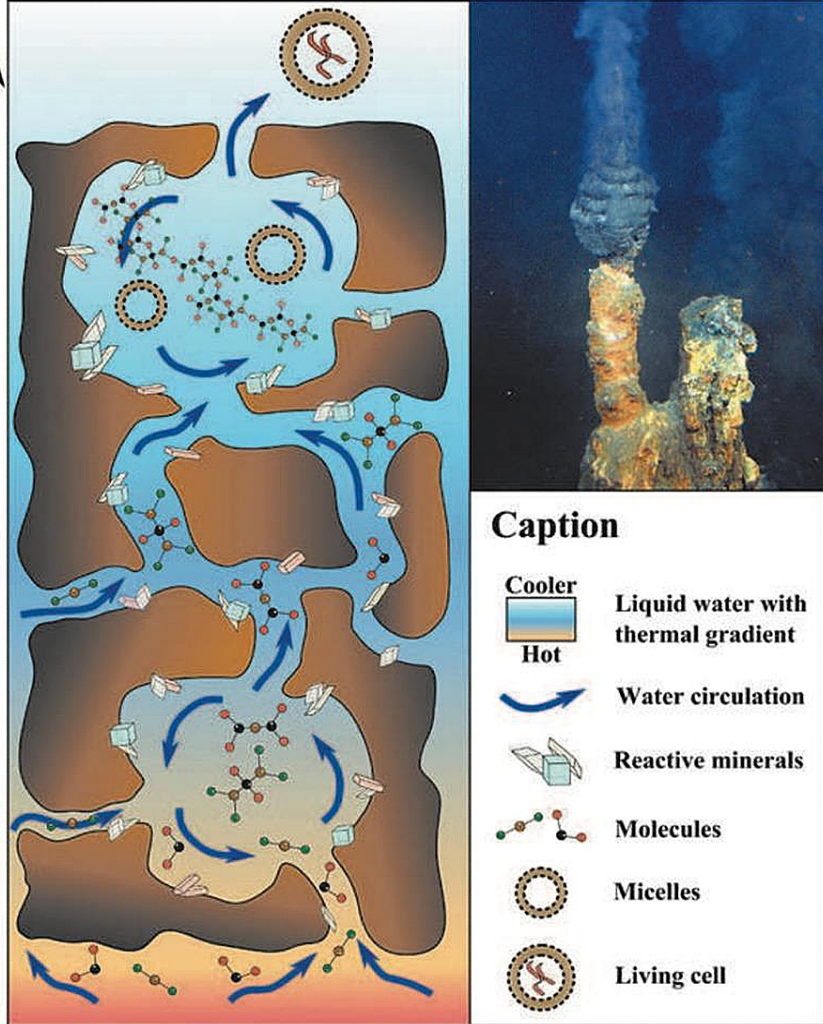 Caption
Cooler
Hot
Liquid water with
thermal gradient
Water circulation
Reactive minerals
Molecules
Micelles
Living cell